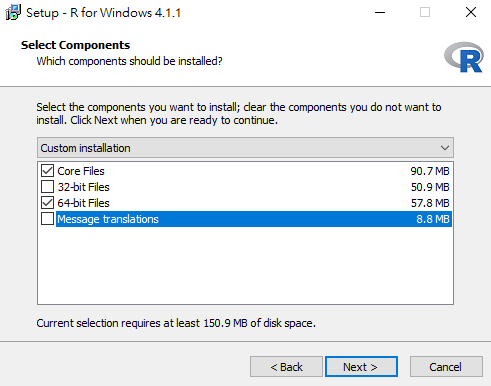 Setup - R for Windows 4.1.1
Select Components
Which components should be installed?
R
Select the components you want to install; clear the components you do not want to
install. Click Next when you are ready to continue.
Custom installation
Core Files 90.7 MB
32-bit Files 50.9 MB
64-bit Files 57.8 MB
Message translations 8.8 MB
Current selection requires at least 150.9 MB of disk space.
< Back Next > Cancel